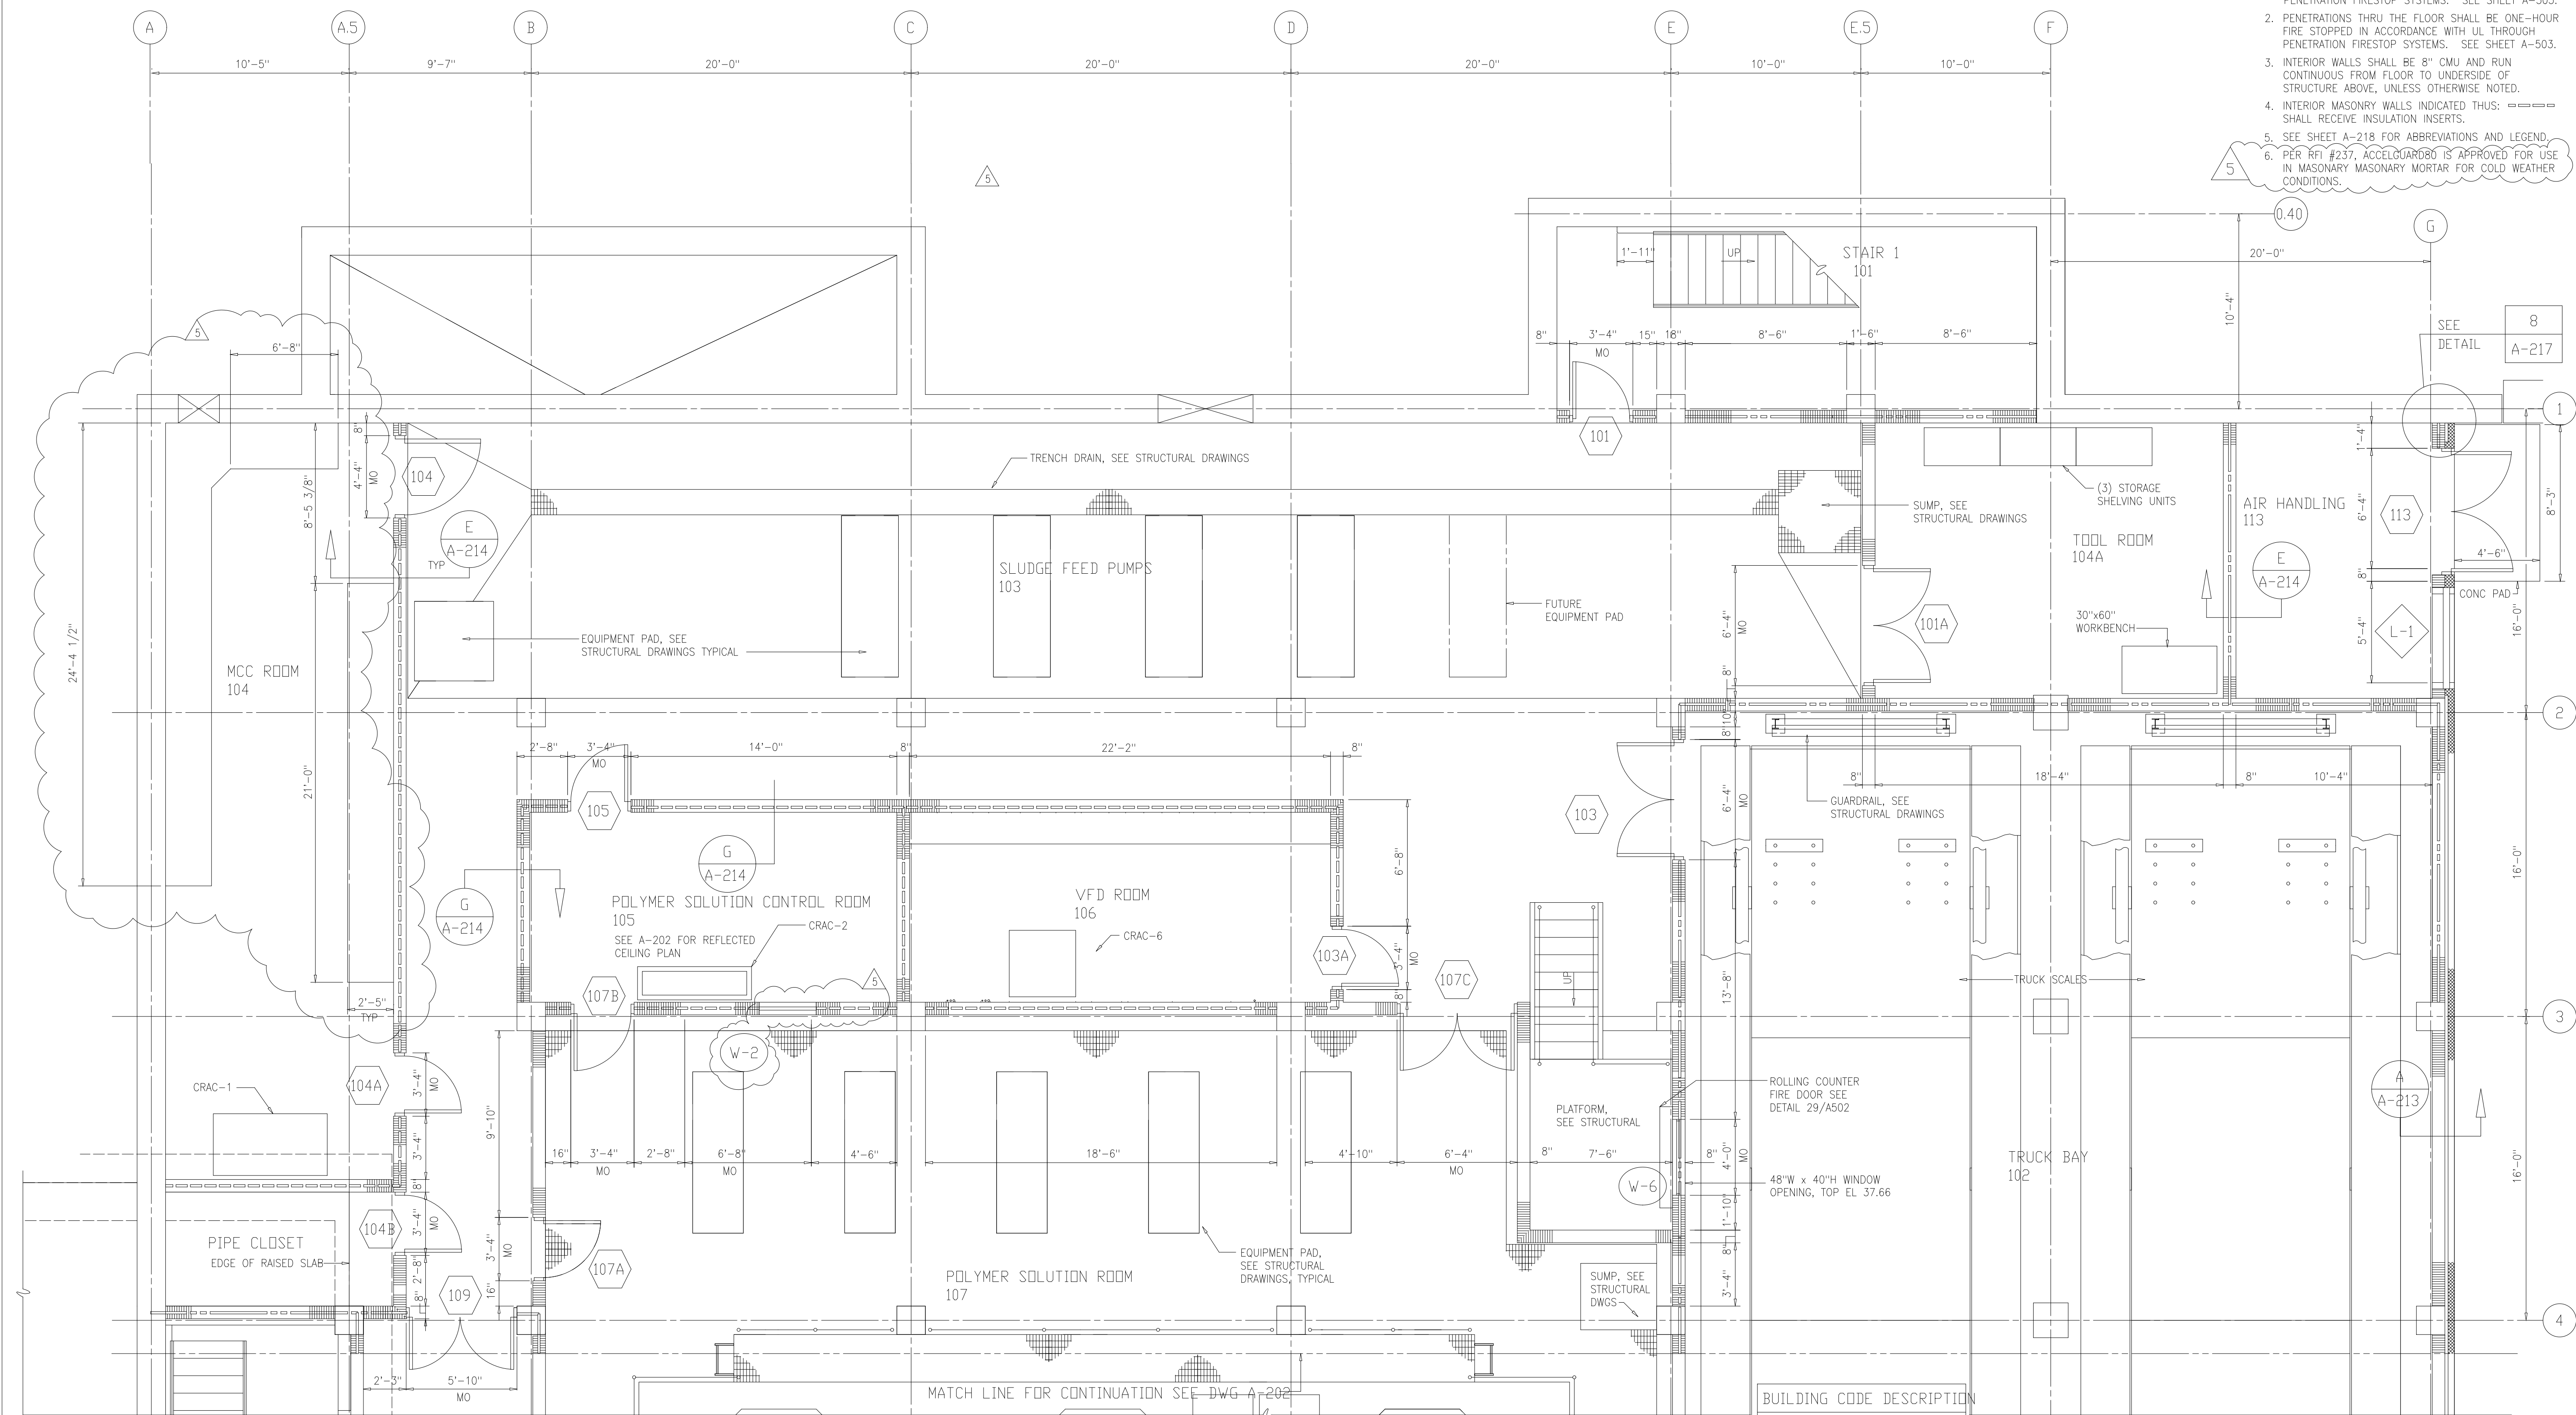 A
A.5
B
C
D
E
E.5
F
10'-5"
9'-7"
20'-0"
20'-0"
20'-0"
10'-0"
10'-0"
PENETRATION FIRESTOP SYSTEMS. SEE SHEET A-503.
2. PENETRATIONS THRU THE FLOOR SHALL BE ONE-HOUR
FIRE STOPPED IN ACCORDANCE WITH UL THROUGH
PENETRATION FIRESTOP SYSTEMS. SEE SHEET A-503.
3. INTERIOR WALLS SHALL BE 8" CMU AND RUN
CONTINUOUS FROM FLOOR TO UNDERSIDE OF
STRUCTURE ABOVE, UNLESS OTHERWISE NOTED.
4. INTERIOR MASONRY WALLS INDICATED THUS:
SHALL RECEIVE INSULATION INSERTS.
5. SEE SHEET A-218 FOR ABBREVIATIONS AND LEGEND.
6. PER RFI #237, ACCELGUARD80 IS APPROVED FOR USE
IN MASONARY MASONARY MORTAR FOR COLD WEATHER
CONDITIONS.
5
5
0.40
G
20'-0"
10'-4"
SEE
DETAIL
8
A-217
1'-11"
UP
STAIR 1
101
8"
3'-4"
MO
15"
18"
8'-6"
1'-6"
8'-6"
5
6'-8"
1
8"
4'-4"
MO
8'-5 3/8"
104
101
TRENCH DRAIN, SEE STRUCTURAL DRAWINGS
SUMP, SEE
STRUCTURAL DRAWINGS
(3) STORAGE
SHELVING UNITS
AIR HANDLING
113
1'-4"
6'-4"
113
8'-3"
4'-6"
8"
CONC PAD
16'-0"
E
A-214
TYP
SLUDGE FEED PUMPS
103
TOOL ROOM
104A
E
A-214
FUTURE
EQUIPMENT PAD
6'-4"
MO
8"
101A
30"x60"
WORKBENCH
5'-4"
L-1
EQUIPMENT PAD, SEE
STRUCTURAL DRAWINGS TYPICAL
24'-4 1/2"
MCC ROOM
104
21'-0"
2
10"
8"
2'-8"
3'-4"
MO
14'-0"
8"
22'-2"
8"
105
103
6'-4"
MO
8"
18'-4"
8"
10'-4"
GUARDRAIL, SEE
STRUCTURAL DRAWINGS
16'-0"
G
A-214
G
A-214
POLYMER SOLUTION CONTROL ROOM
105
SEE A-202 FOR REFLECTED
CEILING PLAN
CRAC-2
VFD ROOM
106
CRAC-6
6'-8"
103A
3'-4"
MO
8"
107C
UP
13'-8"
TRUCK SCALES
107B
5
2'-5"
TYP
3
W-2
CRAC-1
104A
3'-4"
MO
9'-10"
ROLLING COUNTER
FIRE DOOR SEE
DETAIL 29/A502
PLATFORM,
SEE STRUCTURAL
A
A-213
3'-4"
8"
16"
3'-4"
MO
2'-8"
6'-8"
MO
4'-6"
18'-6"
4'-10"
6'-4"
MO
8"
7'-6"
8"
4'-0"
MO
W-6
48"W x 40"H WINDOW
OPENING, TOP EL 37.66
TRUCK BAY
102
16'-0"
1'-10"
8"
3'-4"
PIPE CLOSET
EDGE OF RAISED SLAB
104B
3'-4"
MO
2'-8"
8"
109
3'-4"
MO
16"
107A
POLYMER SOLUTION ROOM
107
EQUIPMENT PAD,
SEE STRUCTURAL
DRAWINGS, TYPICAL
SUMP, SEE
STRUCTURAL
DWGS
4
2'-3"
5'-10"
MO
MATCH LINE FOR CONTINUATION SEE DWG A-202
BUILDING CODE DESCRIPTION